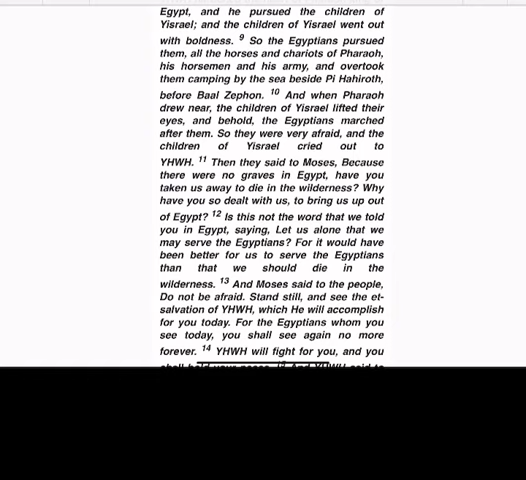 Egypt, and he pursued the children of
Yisrael; and the children of Yisrael went out
with boldness. 9 So the Egyptians pursued
them, all the horses and chariots of Pharaoh,
his horsemen and his army, and overtook
them camping by the sea beside Pi Hahiroth,
before Baal Zephon. 10 And when Pharaoh
drew near, the children of Yisrael lifted their
eyes, and behold, the Egyptians marched
after them. So they were very afraid, and the
children of Yisrael cried out to
YHWH. 11 Then they said to Moses, Because
there were no graves in Egypt, have you
taken us away to die in the wilderness? Why
have you so dealt with us, to bring us up out
of Egypt? 12 Is this not the word that we told
you in Egypt, saying, Let us alone that we
may serve the Egyptians? For it would have
been better for us to serve the Egyptians
than that we should die in the
wilderness. 13 And Moses said to the people,
Do not be afraid. Stand still, and see the et-
salvation of YHWH, which He will accomplish
for you today. For the Egyptians whom you
see today, you shall see again no more
forever. 14 YHWH will fight for you, and you
shall hold your peace. 15 And YHWH said to